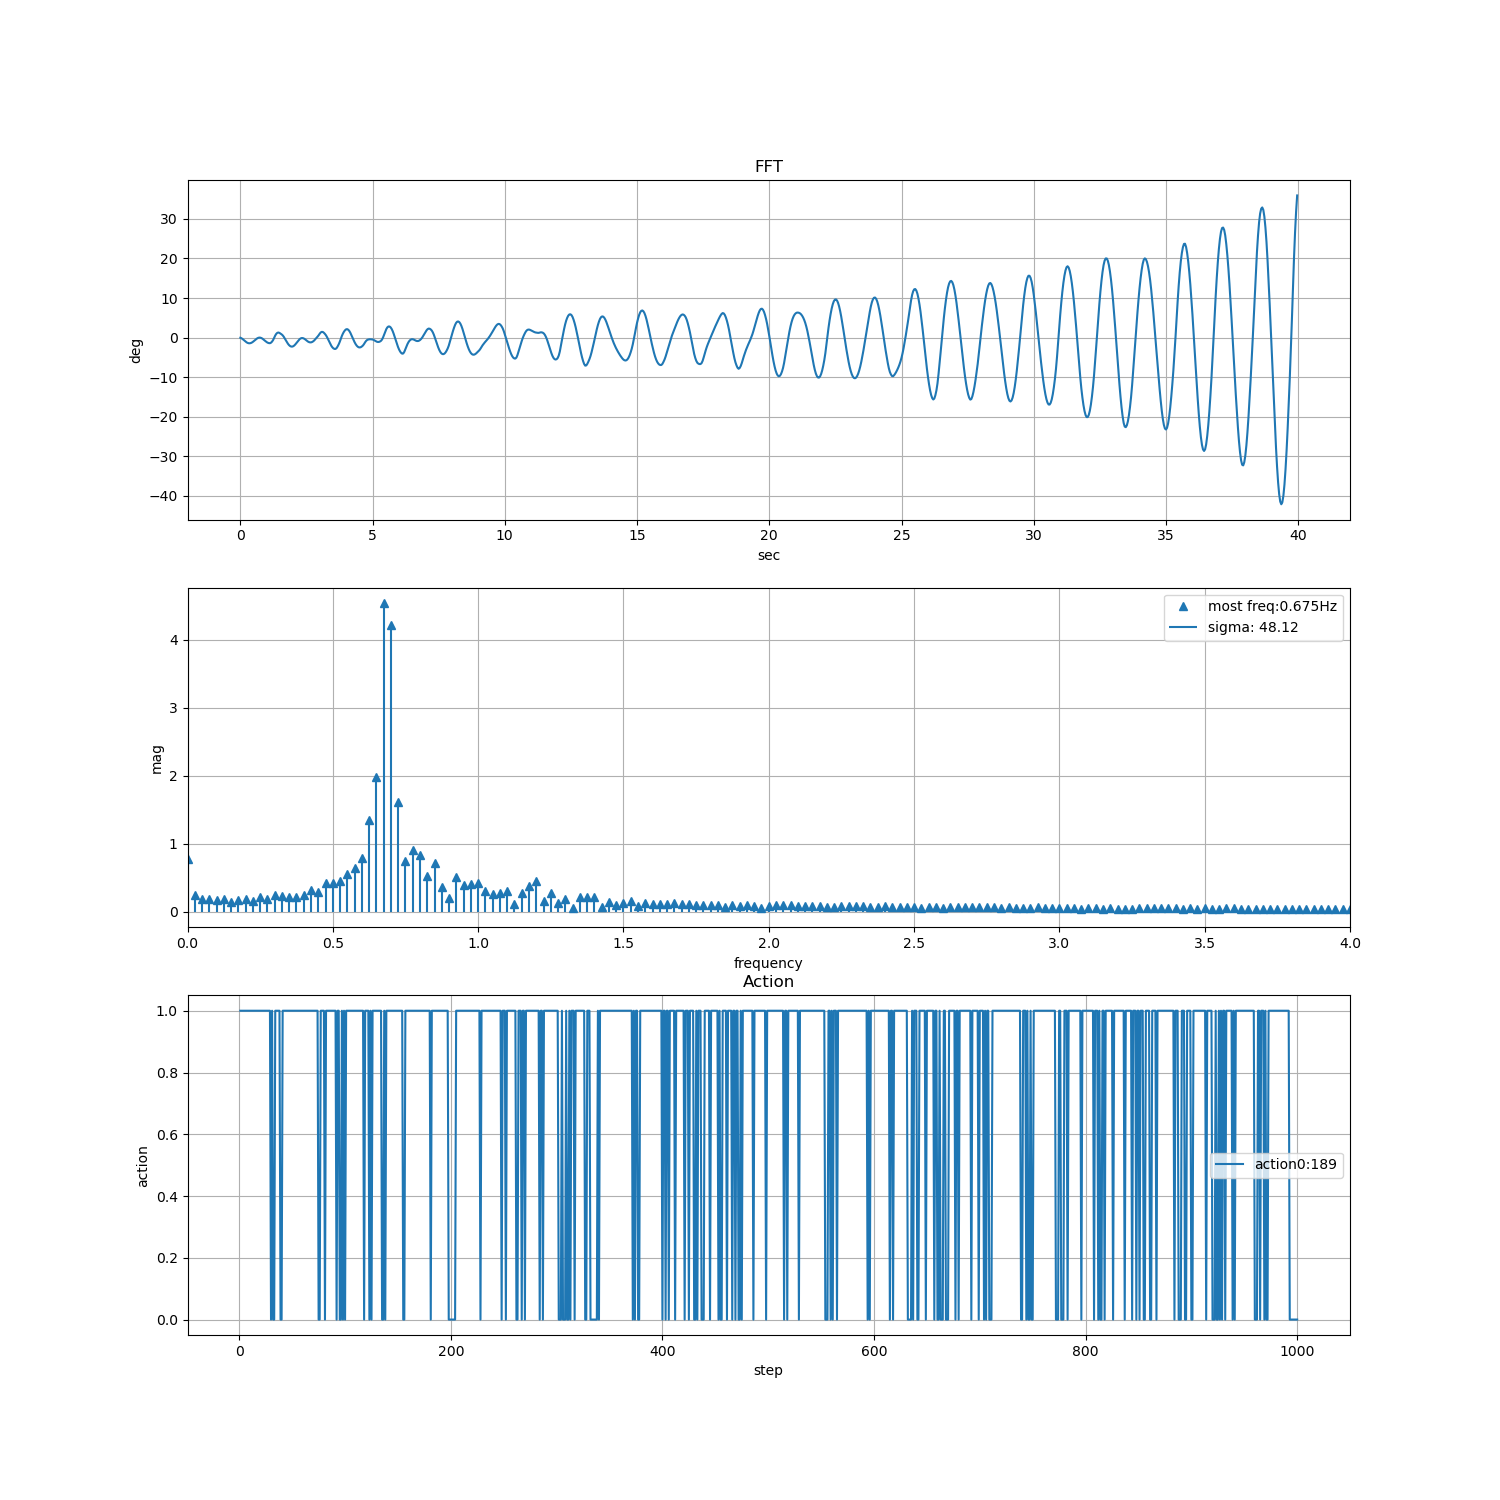 FFT
30
20
10
0
−10
−20
−30
−40
deg
0 5 10 15 20 25 30 35 40
sec
most freq:0.675Hz
sigma: 48.12
4
3
2
1
0
mag
0.0 0.5 1.0 1.5 2.0 2.5 3.0 3.5 4.0
frequency
Action
1.0
0.8
0.6
0.4
0.2
0.0
action
action0:189
0 200 400 600 800 1000
step